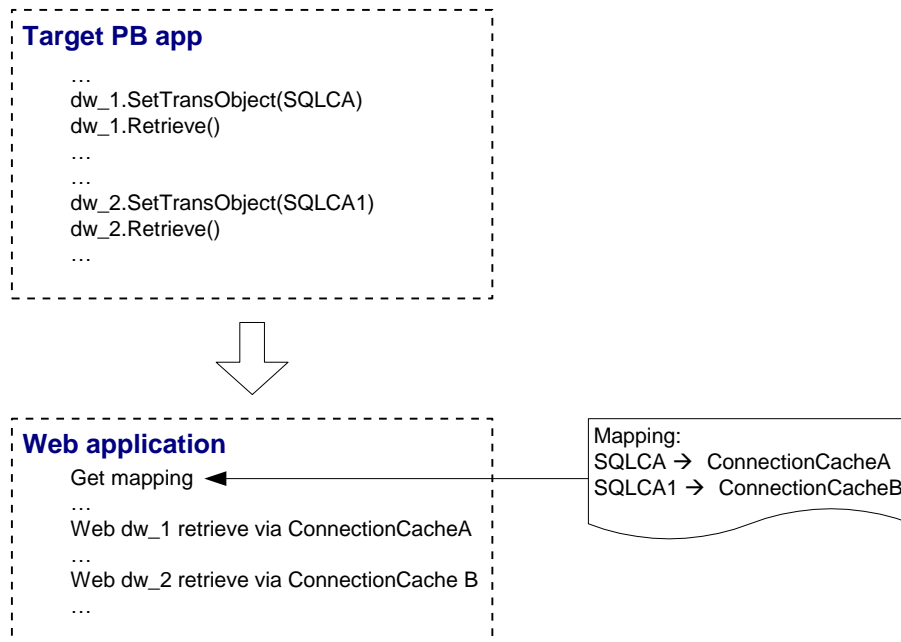 Target PB app
…
dw_1.SetTransObject(SQLCA)
dw_1.Retrieve()
…
…
dw_2.SetTransObject(SQLCA1)
dw_2.Retrieve()
…
Web application
Get mapping
…
Web dw_1 retrieve via ConnectionCacheA
…
Web dw_2 retrieve via ConnectionCache B
…
Mapping:
SQLCA → ConnectionCacheA
SQLCA1 → ConnectionCacheB